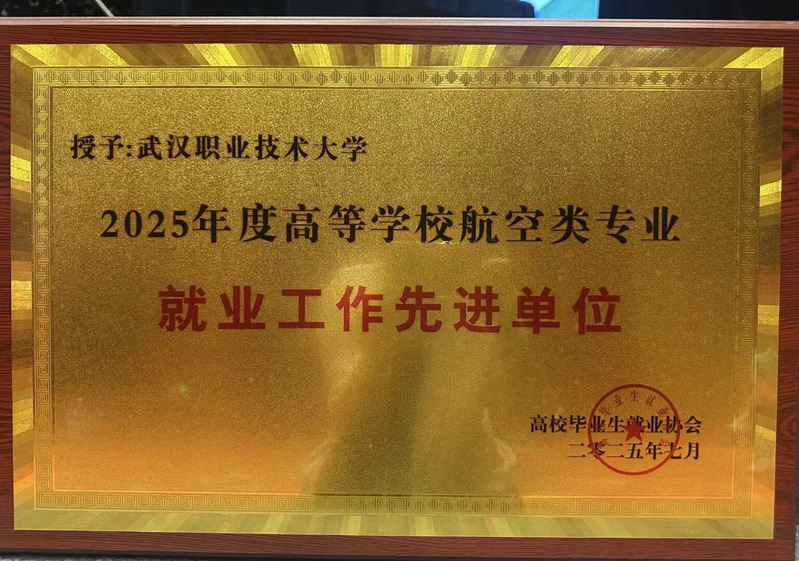 授予:武汉职业技术大学
2025年度高等学校航空类专业
就业工作先进单位
高校毕业生就业协会
二零二五年七月